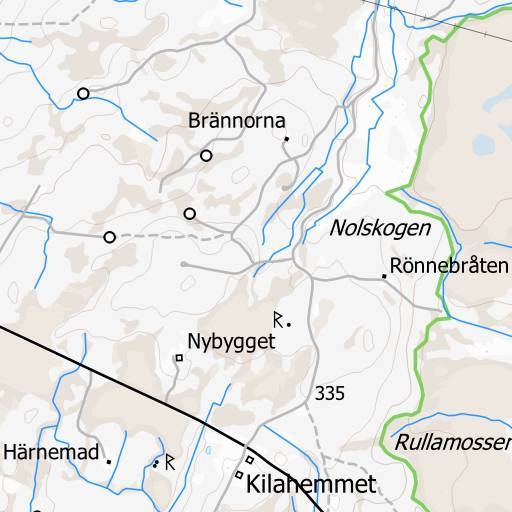 Brännorna
Nolskogen
Rönnebråten
Nybygget
335
Rullamossen
Härnemad
Kilahemmet